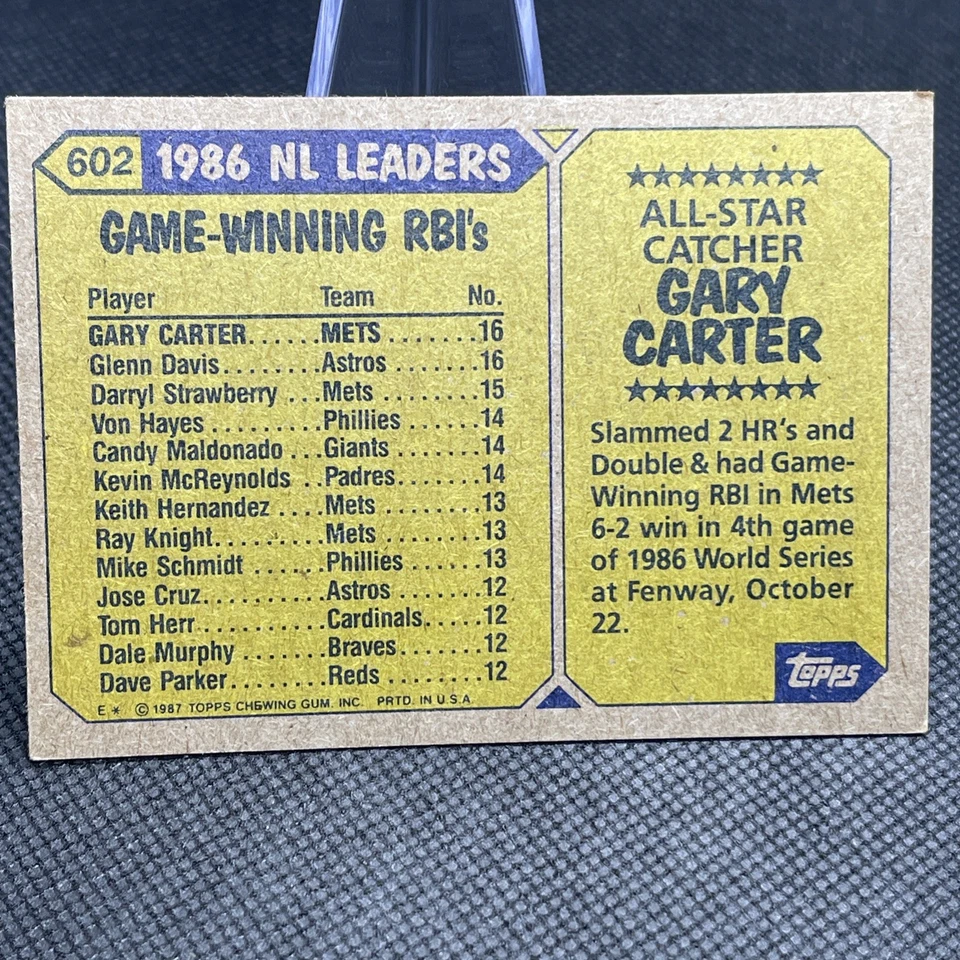 602 1986 NL LEADERS
GAME-WINNING RBI's
Player Team No.
GARY CARTER......METS.......16
Glenn Davis........Astros.......16
Darryl Strawberry ...Mets........15
Von Hayes.........Phillies......14
Candy Maldonado ..Giants.......14
Kevin McReynolds ..Padres......14
Keith Hernandez ....Mets........13
Ray Knight.........Mets........13
Mike Schmidt ......Phillies......13
Jose Cruz..........Astros.......12
Tom Herr..........Cardinals.....12
Dale Murphy .......Braves.......12
Dave Parker........Reds........12
E* © 1987 TOPPS CHEWING GUM, INC. PRTD. IN U.S.A.
★★★★★★★★
ALL-STAR
CATCHER
GARY
CARTER
★★★★★★★★
Slammed 2 HR's and
Double & had Game-
Winning RBI in Mets
6-2 win in 4th game
of 1986 World Series
at Fenway, October
22.
topps